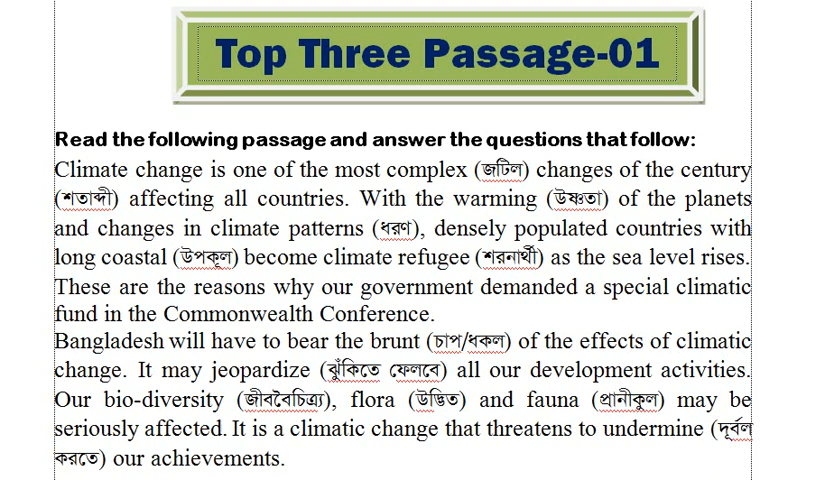 Top Three Passage-01
Read the following passage and answer the questions that follow:
Climate change is one of the most complex (জটিল) changes of the century
(শতাব্দী) affecting all countries. With the warming (উষ্ণতা) of the planets
and changes in climate patterns (ধরণ), densely populated countries with
long coastal (উপকূল) become climate refugee (শরনার্থী) as the sea level rises.
These are the reasons why our government demanded a special climatic
fund in the Commonwealth Conference.
Bangladesh will have to bear the brunt (চাপ/ধকল) of the effects of climatic
change. It may jeopardize (ঝুঁকিতে ফেলবে) all our development activities.
Our bio-diversity (জীববৈচিত্র্য), flora (উদ্ভিত) and fauna (প্রানীকুল) may be
seriously affected. It is a climatic change that threatens to undermine (দূর্বল
করতে) our achievements.